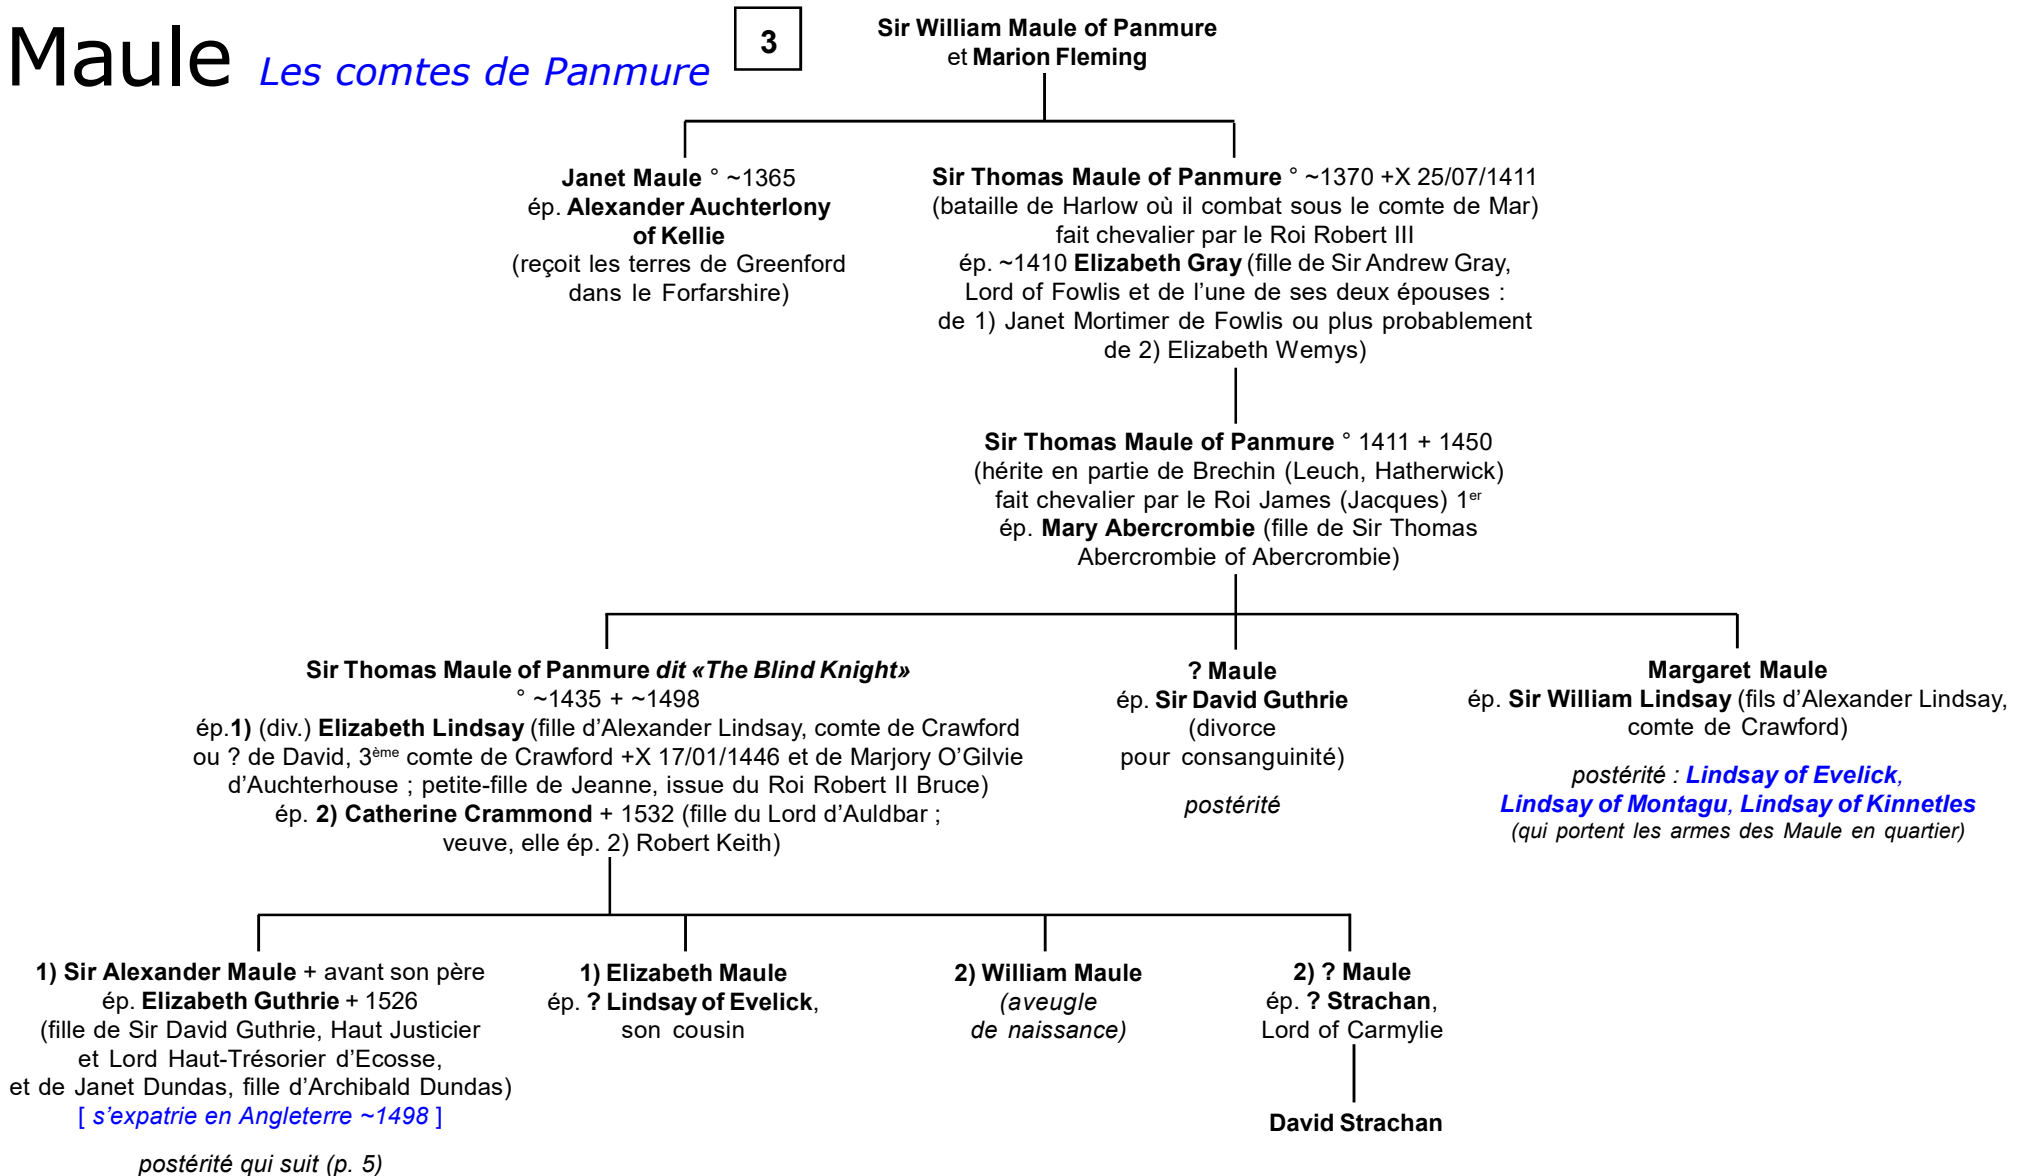 Maule Les comtes de Panmure
3
Sir William Maule of Panmure
et Marion Fleming
Janet Maule ° ~1365
ép. Alexander Auchterlony
of Kellie
(reçoit les terres de Greenford
dans le Forfarshire)
Sir Thomas Maule of Panmure ° ~1370 +X 25/07/1411
(bataille de Harlow où il combat sous le comte de Mar)
fait chevalier par le Roi Robert III
ép. ~1410 Elizabeth Gray (fille de Sir Andrew Gray,
Lord of Fowlis et de l'une de ses deux épouses :
de 1) Janet Mortimer de Fowlis ou plus probablement
de 2) Elizabeth Wemys)
Sir Thomas Maule of Panmure ° 1411 + 1450
(hérite en partie de Brechin (Leuch, Hatherwick)
fait chevalier par le Roi James (Jacques) 1er
ép. Mary Abercrombie (fille de Sir Thomas
Abercrombie of Abercrombie)
Sir Thomas Maule of Panmure dit «The Blind Knight»
° ~1435 + ~1498
ép.1) (div.) Elizabeth Lindsay (fille d'Alexander Lindsay, comte de Crawford
ou ? de David, 3ème comte de Crawford +X 17/01/1446 et de Marjory O'Gilvie
d'Auchterhouse ; petite-fille de Jeanne, issue du Roi Robert II Bruce)
ép. 2) Catherine Crammond + 1532 (fille du Lord d'Auldbar ;
veuve, elle ép. 2) Robert Keith)
? Maule
ép. Sir David Guthrie
(divorce
pour consanguinité)
postérité
Margaret Maule
ép. Sir William Lindsay (fils d'Alexander Lindsay,
comte de Crawford)
postérité : Lindsay of Evelick,
Lindsay of Montagu, Lindsay of Kinnetles
(qui portent les armes des Maule en quartier)
1) Sir Alexander Maule + avant son père
ép. Elizabeth Guthrie + 1526
(fille de Sir David Guthrie, Haut Justicier
et Lord Haut-Trésorier d'Ecosse,
et de Janet Dundas, fille d'Archibald Dundas)
[ s'expatrie en Angleterre ~1498 ]
postérité qui suit (p. 5)
1) Elizabeth Maule
ép. ? Lindsay of Evelick,
son cousin
2) William Maule
(aveugle
de naissance)
2) ? Maule
ép. ? Strachan,
Lord of Carmylie
David Strachan